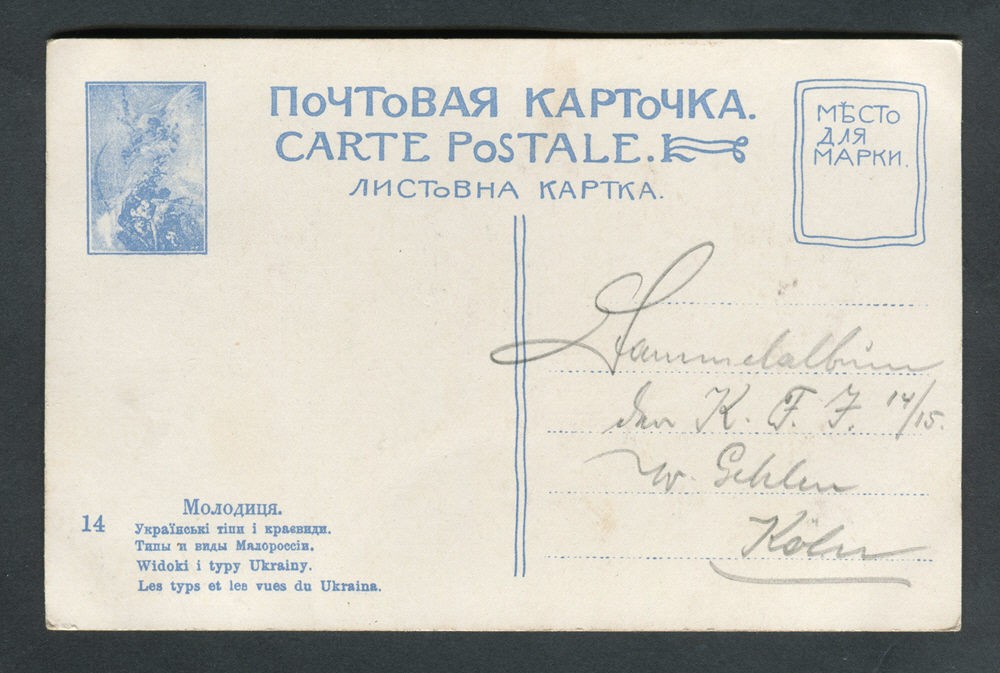 ПОЧТОВАЯ КАРТОЧКА.
CARTE POSTALE.
ЛИСТОВНА КАРТКА.
МѢСТО
ДЛЯ
МАРКИ.
Sammelalbum
der K. F. J. 14/15.
W. Gehlen
Köln
14
Молодиця.
Українські тіпи і краєвиди.
Типы и виды Малороссіи.
Widoki i typy Ukrainy.
Les typs et les vues du Ukraina.